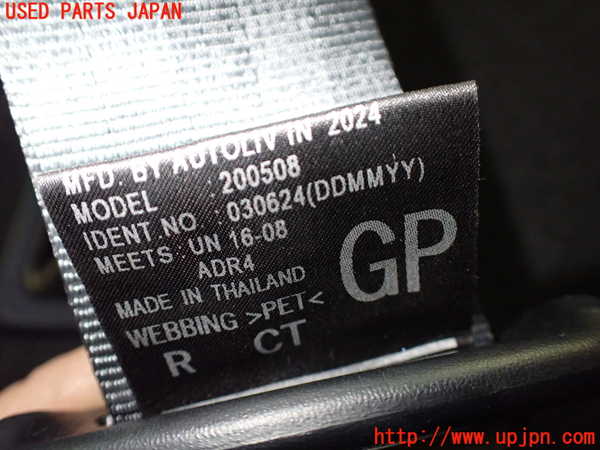 USED PARTS JAPAN
MFD. BY AUTOLIV IN 2024
MODEL : 200508
IDENT NO : 030624(DDMMYY)
MEETS : UN 16-08
ADR4
GP
MADE IN THAILAND
WEBBING >PET<
R CT
http://www.upjpn.com/